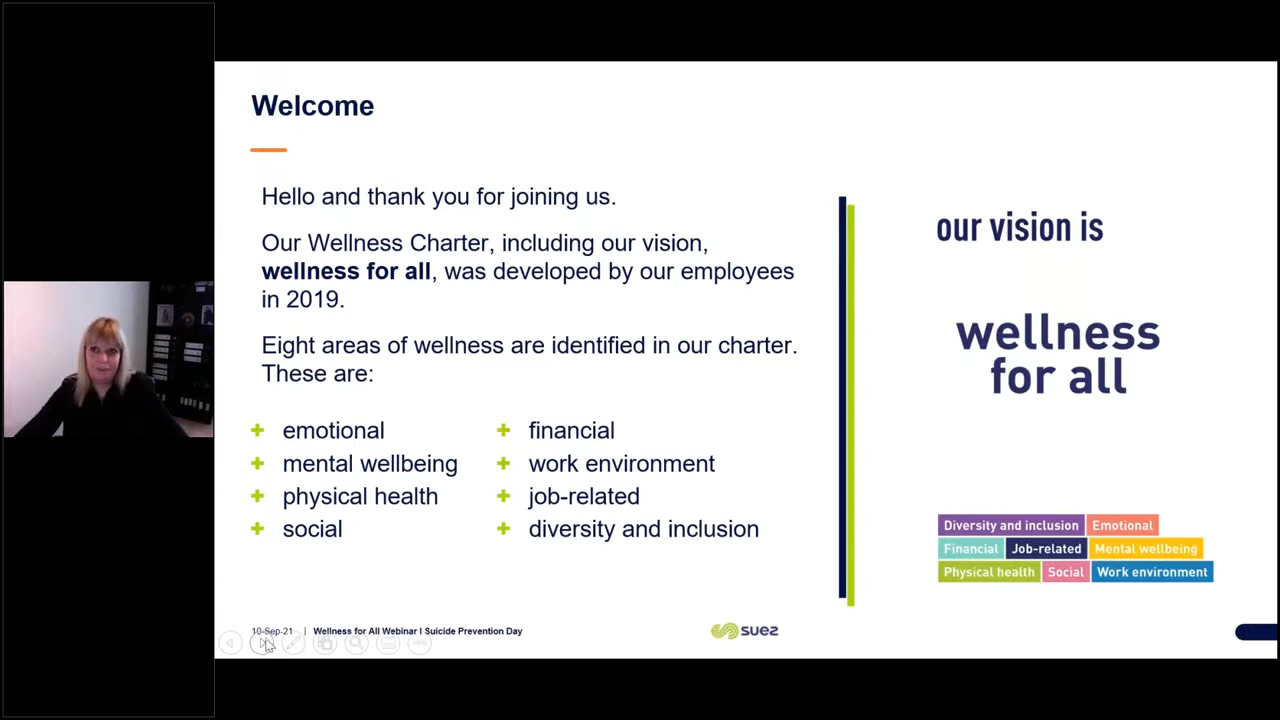 Welcome
Hello and thank you for joining us.
Our Wellness Charter, including our vision,
wellness for all, was developed by our employees
in 2019.
Eight areas of wellness are identified in our charter.
These are:
emotional
mental wellbeing
physical health
social
financial
work environment
job-related
diversity and inclusion
our vision is
wellness
for all
Diversity and inclusion Emotional
Financial Job-related Mental wellbeing
Physical health Social Work environment
10-Sep-21 | Wellness for All Webinar I Suicide Prevention Day
suez